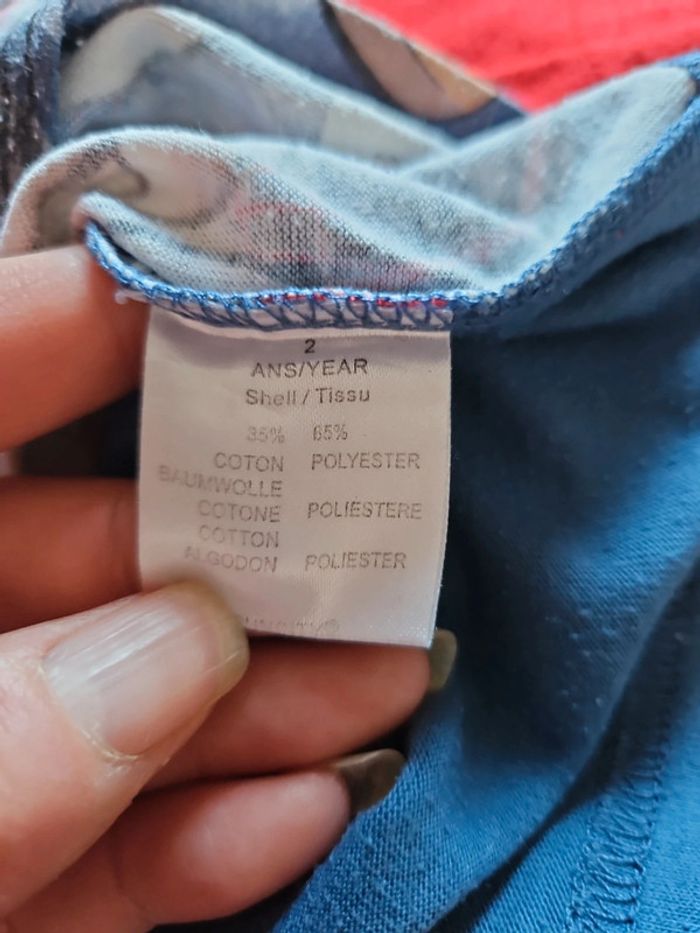 2
ANS/YEAR
Shell / Tissu
35% 65%
COTON POLYESTER
BAUMWOLLE
COTONE POLIESTERE
COTTON
ALGODON POLIESTER